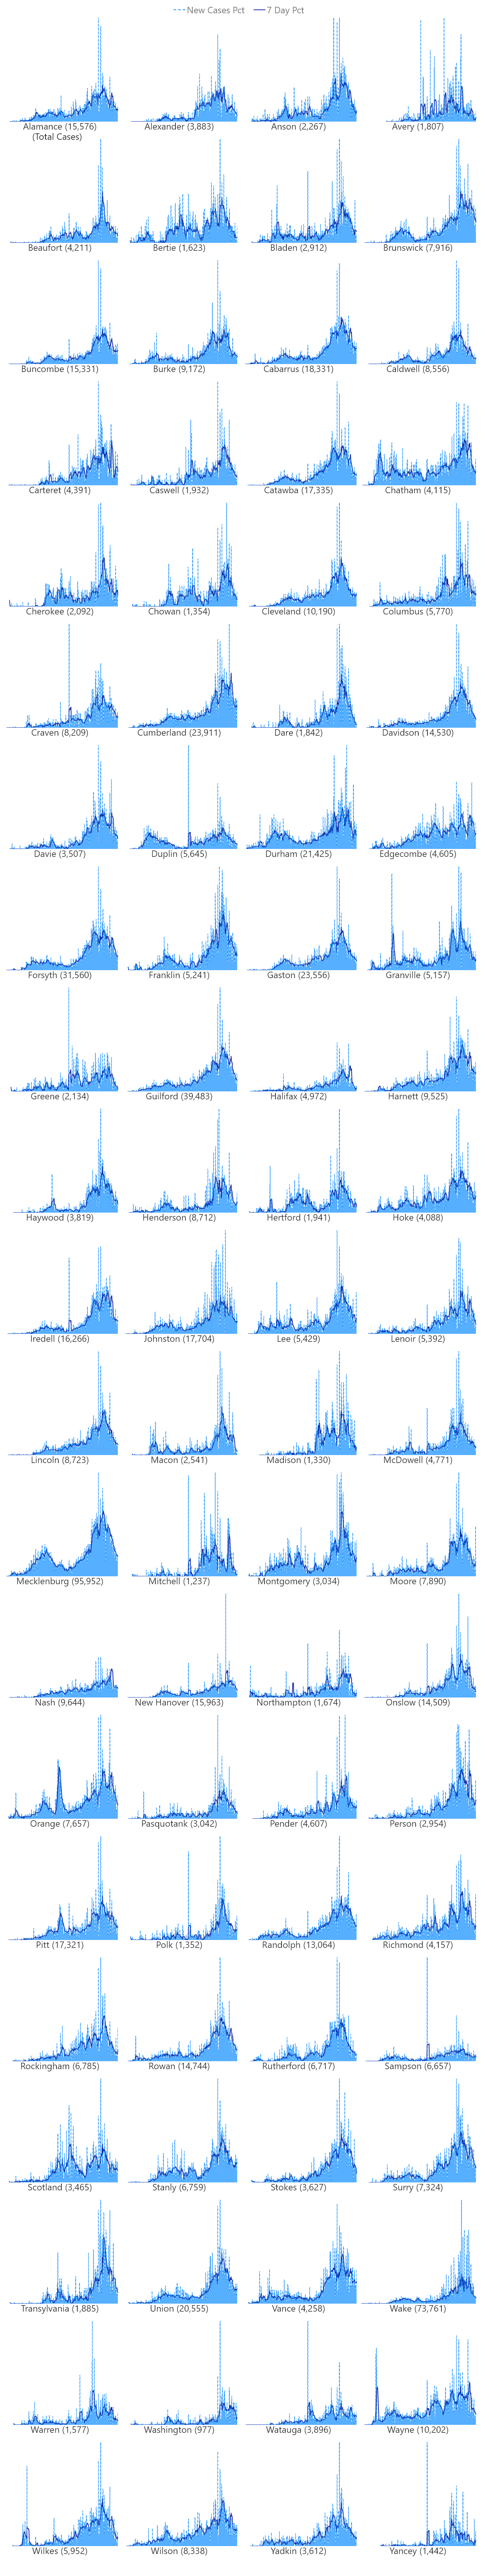 New Cases Pct 7 Day Pct
Alamance (15,576) Alexander (3,883) Anson (2,267) Avery (1,807)
(Total Cases)
Beaufort (4,211) Bertie (1,623) Bladen (2,912) Brunswick (7,916)
Buncombe (15,331) Burke (9,172) Cabarrus (18,331) Caldwell (8,556)
Carteret (4,391) Caswell (1,932) Catawba (17,335) Chatham (4,115)
Cherokee (2,092) Chowan (1,354) Cleveland (10,190) Columbus (5,770)
Craven (8,209) Cumberland (23,911) Dare (1,842) Davidson (14,530)
Davie (3,507) Duplin (5,645) Durham (21,425) Edgecombe (4,605)
Forsyth (31,560) Franklin (5,241) Gaston (23,556) Granville (5,157)
Greene (2,134) Guilford (39,483) Halifax (4,972) Harnett (9,525)
Haywood (3,819) Henderson (8,712) Hertford (1,941) Hoke (4,088)
Iredell (16,266) Johnston (17,704) Lee (5,429) Lenoir (5,392)
Lincoln (8,723) Macon (2,541) Madison (1,330) McDowell (4,771)
Mecklenburg (95,952) Mitchell (1,237) Montgomery (3,034) Moore (7,890)
Nash (9,644) New Hanover (15,963) Northampton (1,674) Onslow (14,509)
Orange (7,657) Pasquotank (3,042) Pender (4,607) Person (2,954)
Pitt (17,321) Polk (1,352) Randolph (13,064) Richmond (4,157)
Rockingham (6,785) Rowan (14,744) Rutherford (6,717) Sampson (6,657)
Scotland (3,465) Stanly (6,759) Stokes (3,627) Surry (7,324)
Transylvania (1,885) Union (20,555) Vance (4,258) Wake (73,761)
Warren (1,577) Washington (977) Watauga (3,896) Wayne (10,202)
Wilkes (5,952) Wilson (8,338) Yadkin (3,612) Yancey (1,442)